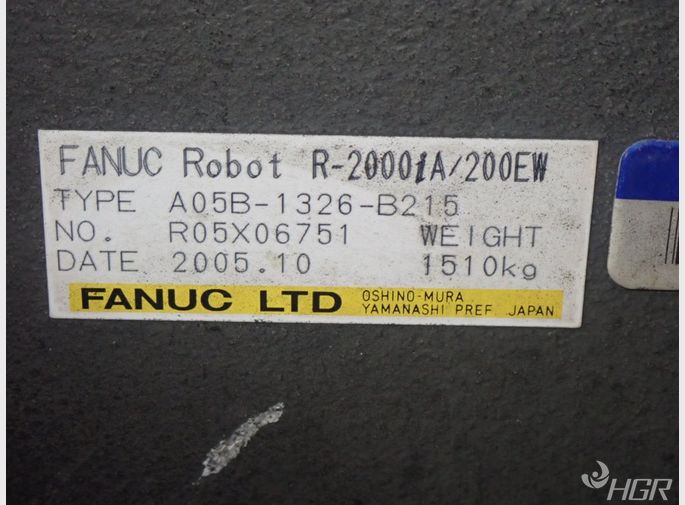 FANUC Robot R-2000iA/200EW
TYPE A05B-1326-B215
NO. R05X06751 WEIGHT
DATE 2005.10 1510kg
FANUC LTD OSHINO-MURA
YAMANASHI PREF. JAPAN
HGR